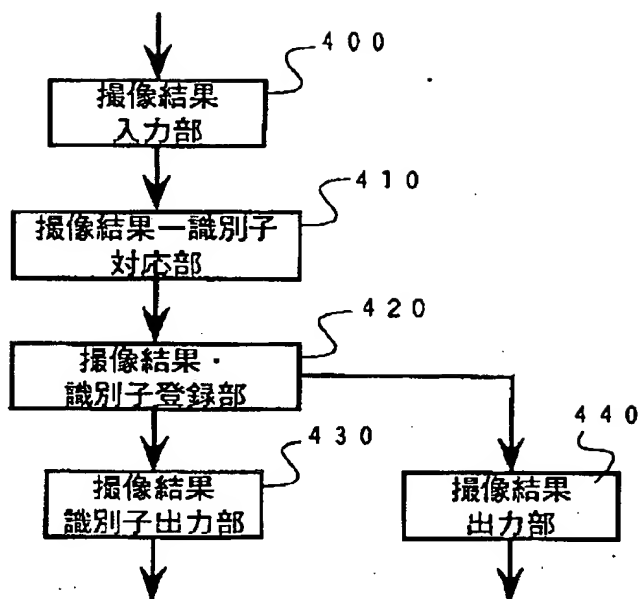 400
撮像結果
入力部
410
撮像結果ー識別子
対応部
420
撮像結果・
識別子登録部
430
撮像結果
識別子出力部
440
撮像結果
出力部